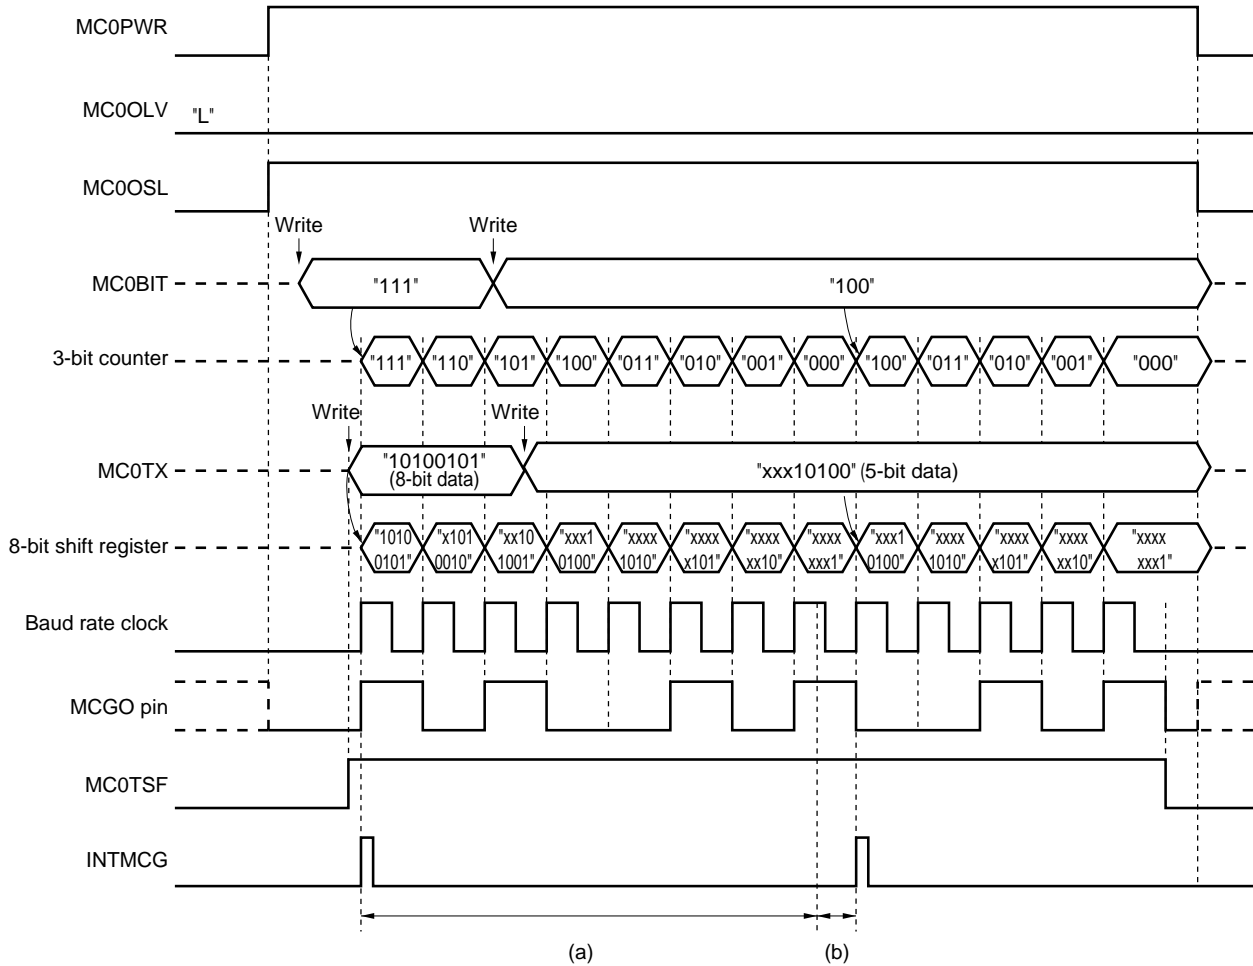 MC0PWR
MC0OLV "L"
MC0OSL
Write Write
MC0BIT "111" "100"
3-bit counter "111" "110" "101" "100" "011" "010" "001" "000" "100" "011" "010" "001" "000"
Write Write
MC0TX "10100101" "xxx10100" (5-bit data)
(8-bit data)
8-bit shift register
"1010 "x101 "xx10 "xxx1 "xxxx "xxxx "xxxx "xxxx "xxx1 "xxxx "xxxx "xxxx "xxxx
0101" 0010" 1001" 0100" 1010" x101" xx10" xxx1" 0100" 1010" x101" xx10" xxx1"
Baud rate clock
MCGO pin
MC0TSF
INTMCG
(a) (b)